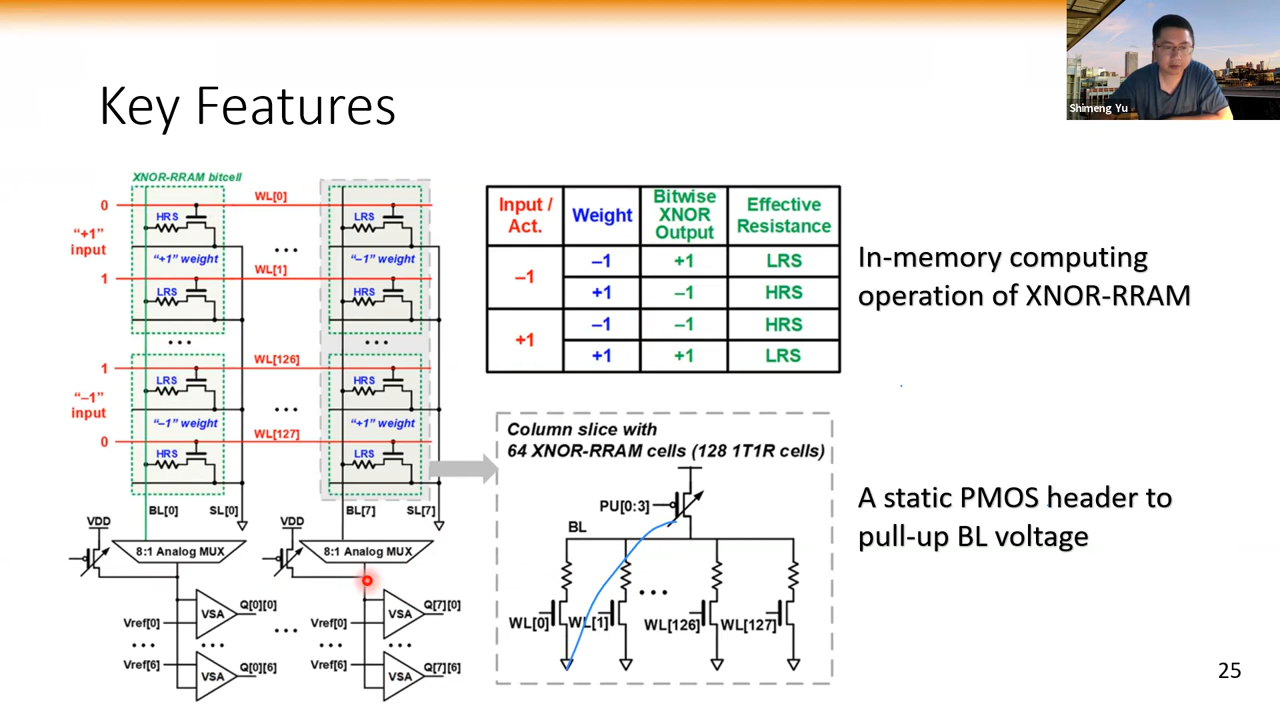 Shimeng Yu
Key Features
XNOR-RRAM bitcell
0
WL[0]
HRS
LRS
“+1”
input
“+1” weight
“–1” weight
1
WL[1]
LRS
HRS
1
WL[126]
LRS
HRS
“–1”
input
“–1” weight
“+1” weight
0
WL[127]
HRS
LRS
BL[0]
SL[0]
BL[7]
SL[7]
VDD
VDD
8:1 Analog MUX
8:1 Analog MUX
VSA
Q[0][0]
VSA
Q[7][0]
Vref[0]
Vref[0]
Vref[6]
VSA
Q[0][6]
Vref[6]
VSA
Q[7][6]
Input / Act.
Weight
Bitwise XNOR Output
Effective Resistance
–1
–1
+1
LRS
+1
–1
HRS
+1
–1
–1
HRS
+1
+1
LRS
In-memory computing
operation of XNOR-RRAM
Column slice with
64 XNOR-RRAM cells (128 1T1R cells)
PU[0:3]
BL
WL[0]
WL[1]
WL[126]
WL[127]
A static PMOS header to
pull-up BL voltage
25